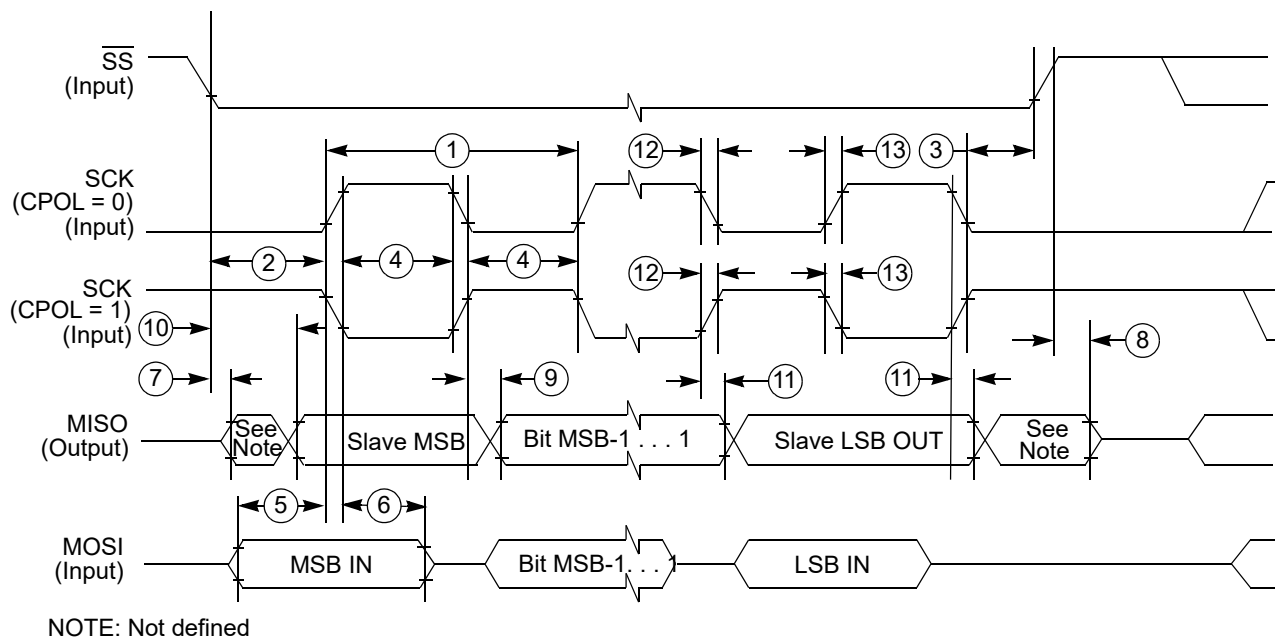 SS
(Input)
1
12
13
3
SCK
(CPOL = 0)
(Input)
2
4
4
12
13
SCK
(CPOL = 1)
(Input)
10
8
7
9
11
11
MISO
(Output)
See
Note
Slave MSB
Bit MSB-1 . . . 1
Slave LSB OUT
See
Note
5
6
MOSI
(Input)
MSB IN
Bit MSB-1. . . 1
LSB IN
NOTE: Not defined